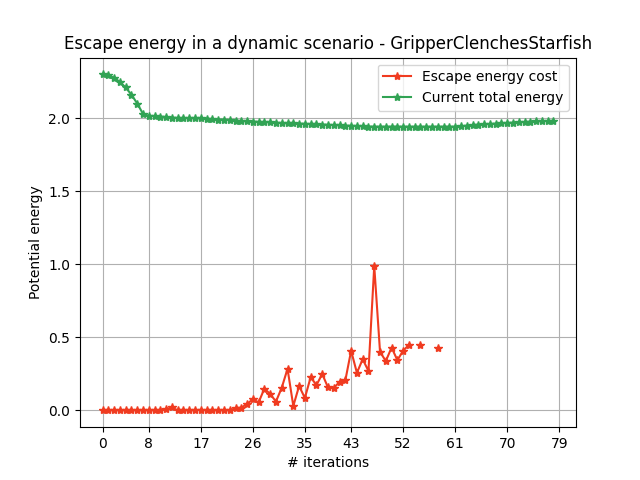 Escape energy in a dynamic scenario - GripperClenchesStarfish
Escape energy cost
Current total energy
2.0
1.5
1.0
0.5
0.0
Potential energy
0 8 17 26 35 43 52 61 70 79
# iterations